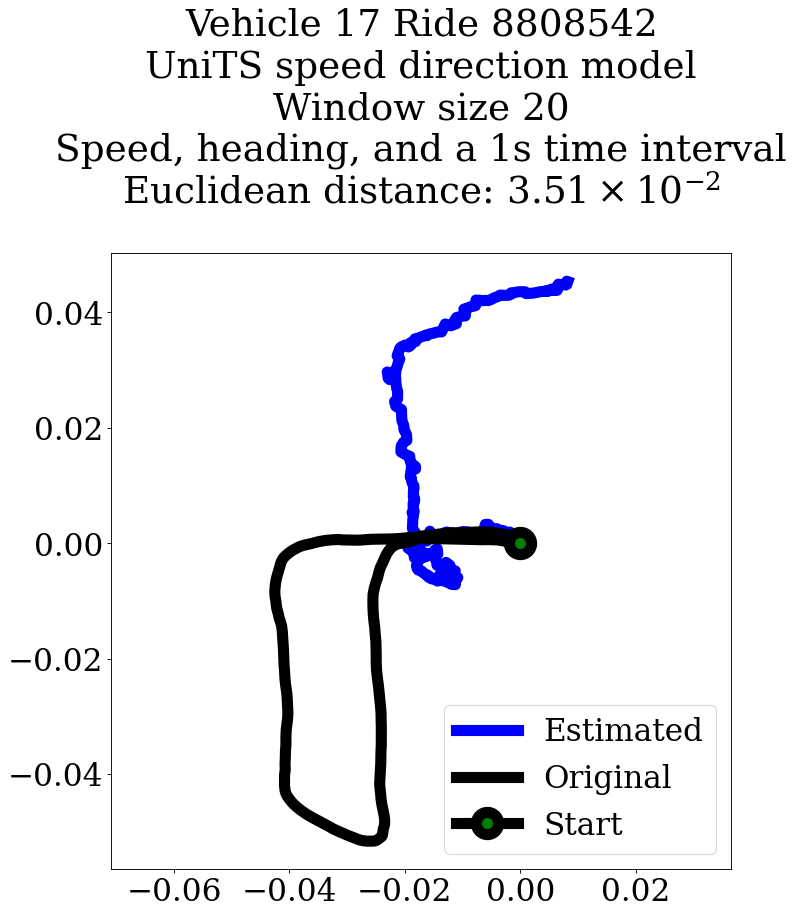 Vehicle 17 Ride 8808542
UniTS speed direction model
Window size 20
Speed, heading, and a 1s time interval
Euclidean distance: 3.51 × 10⁻²
0.04
0.02
0.00
−0.02
−0.04
Estimated
Original
Start
−0.06 −0.04 −0.02 0.00 0.02